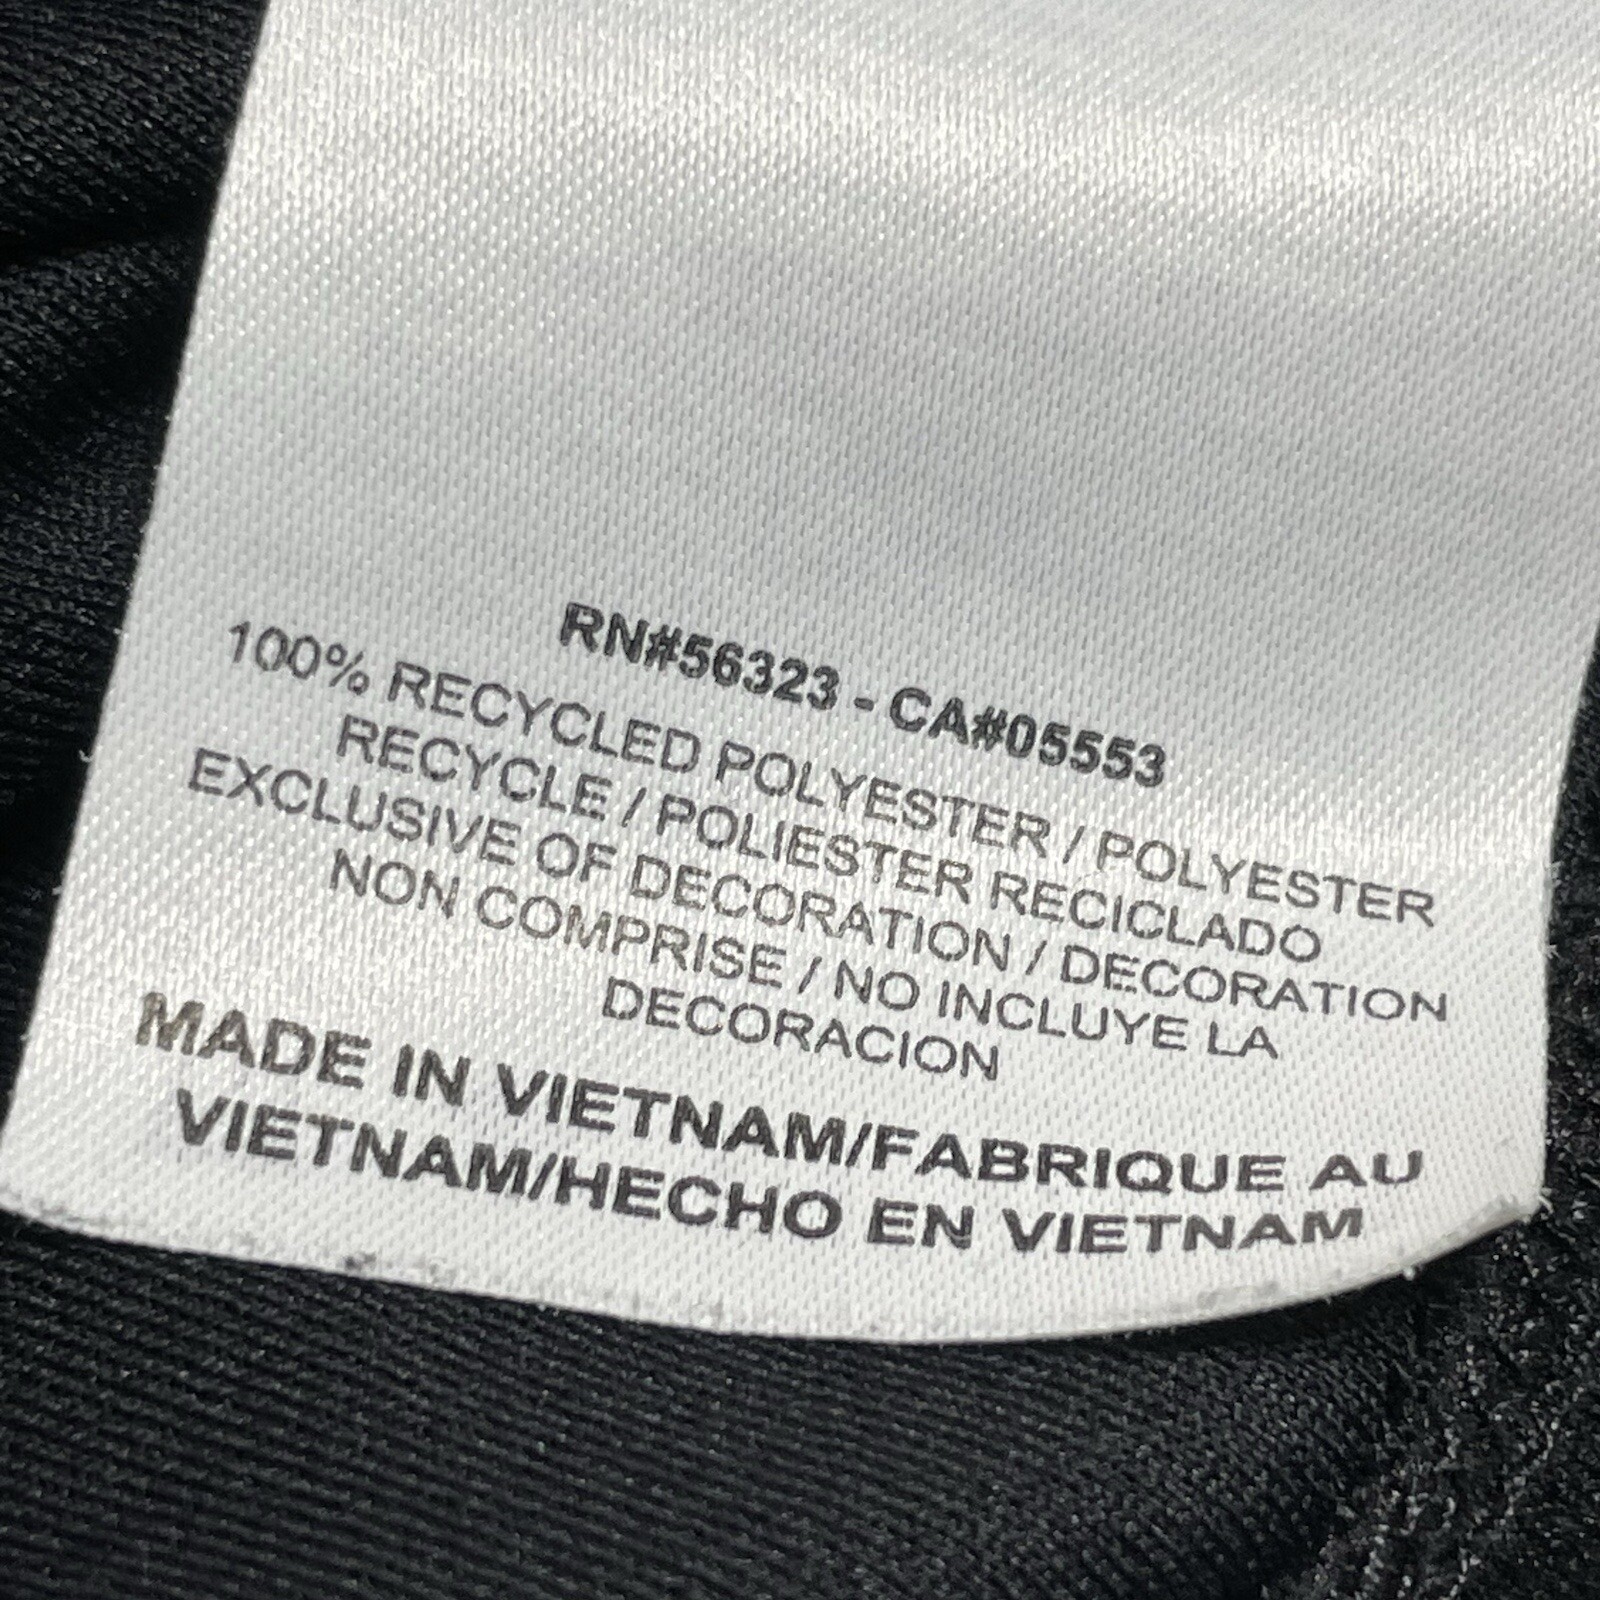 RN#56323 - CA#05553
100% RECYCLED POLYESTER / POLYESTER
RECYCLE / POLIESTER RECICLADO
EXCLUSIVE OF DECORATION / DECORATION
NON COMPRISE / NO INCLUYE LA
DECORACION
MADE IN VIETNAM/FABRIQUE AU
VIETNAM/HECHO EN VIETNAM